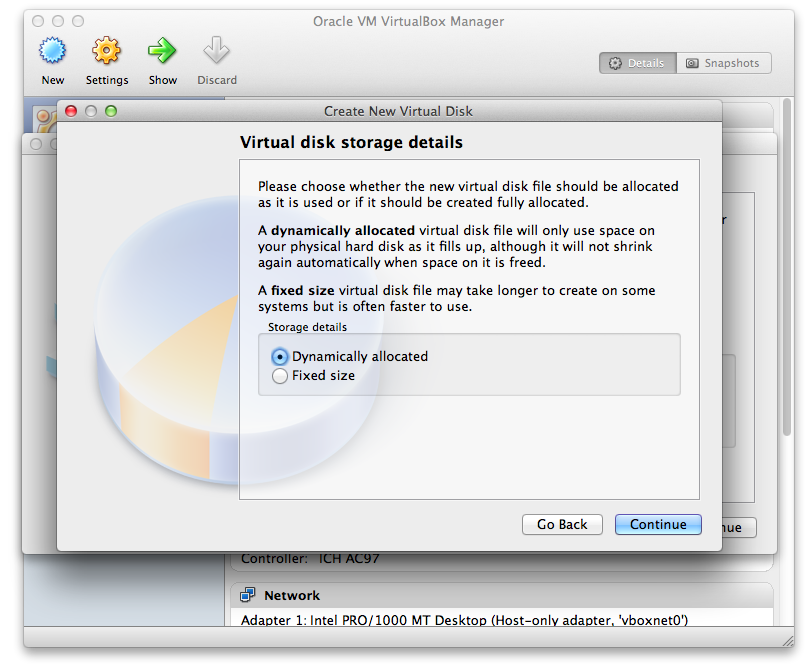 Oracle VM VirtualBox Manager
New
Settings
Show
Discard
Details
Snapshots
Create New Virtual Disk
Virtual disk storage details
Please choose whether the new virtual disk file should be allocated
as it is used or if it should be created fully allocated.
A dynamically allocated virtual disk file will only use space on
your physical hard disk as it fills up, although it will not shrink
again automatically when space on it is freed.
A fixed size virtual disk file may take longer to create on some
systems but is often faster to use.
Storage details
Dynamically allocated
Fixed size
Go Back
Continue
Controller: ICH AC97
Network
Adapter 1: Intel PRO/1000 MT Desktop (Host-only adapter, 'vboxnet0')